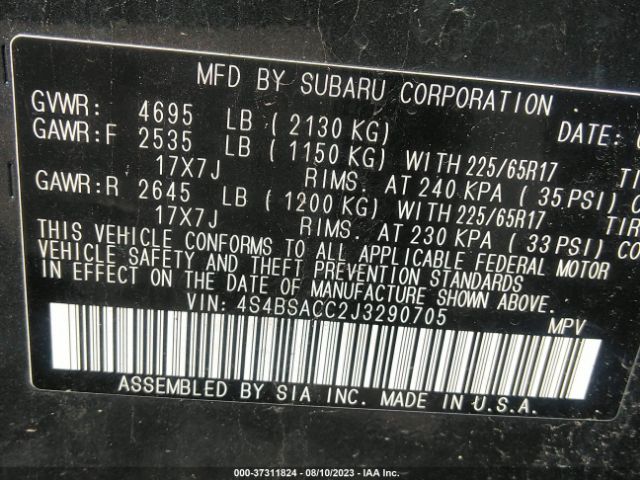 MFD BY SUBARU CORPORATION
GVWR: 4695 LB ( 2130 KG) DATE:
GAWR:F 2535 LB ( 1150 KG) WITH 225/65R17
17X7J RIMS. AT 240 KPA ( 35 PSI)
GAWR:R 2645 LB ( 1200 KG) WITH 225/65R17
17X7J RIMS. AT 230 KPA ( 33 PSI)
THIS VEHICLE CONFORMS TO ALL APPLICABLE FEDERAL MOTOR
VEHICLE SAFETY AND THEFT PREVENTION STANDARDS
IN EFFECT ON THE DATE OF MANUFACTURE SHOWN ABOVE.
VIN: 4S4BSACC2J3290705 MPV
ASSEMBLED BY SIA INC. MADE IN U.S.A.
000-37311824 - 08/10/2023 - IAA Inc.